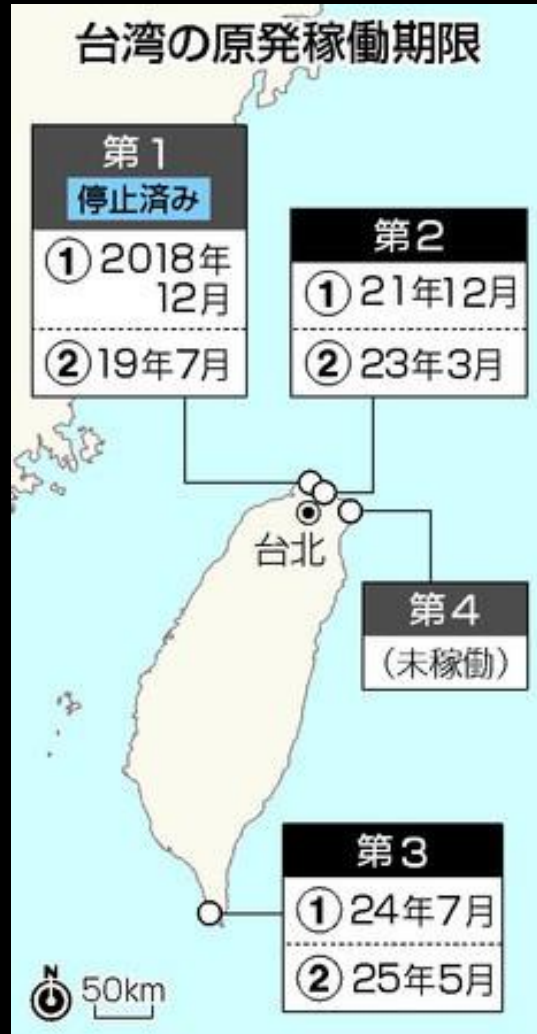 台湾の原発稼働期限
第1
停止済み
①2018年
12月
②19年7月
第2
①21年12月
②23年3月
台北
第4
（未稼働）
第3
①24年7月
②25年5月
N
50km